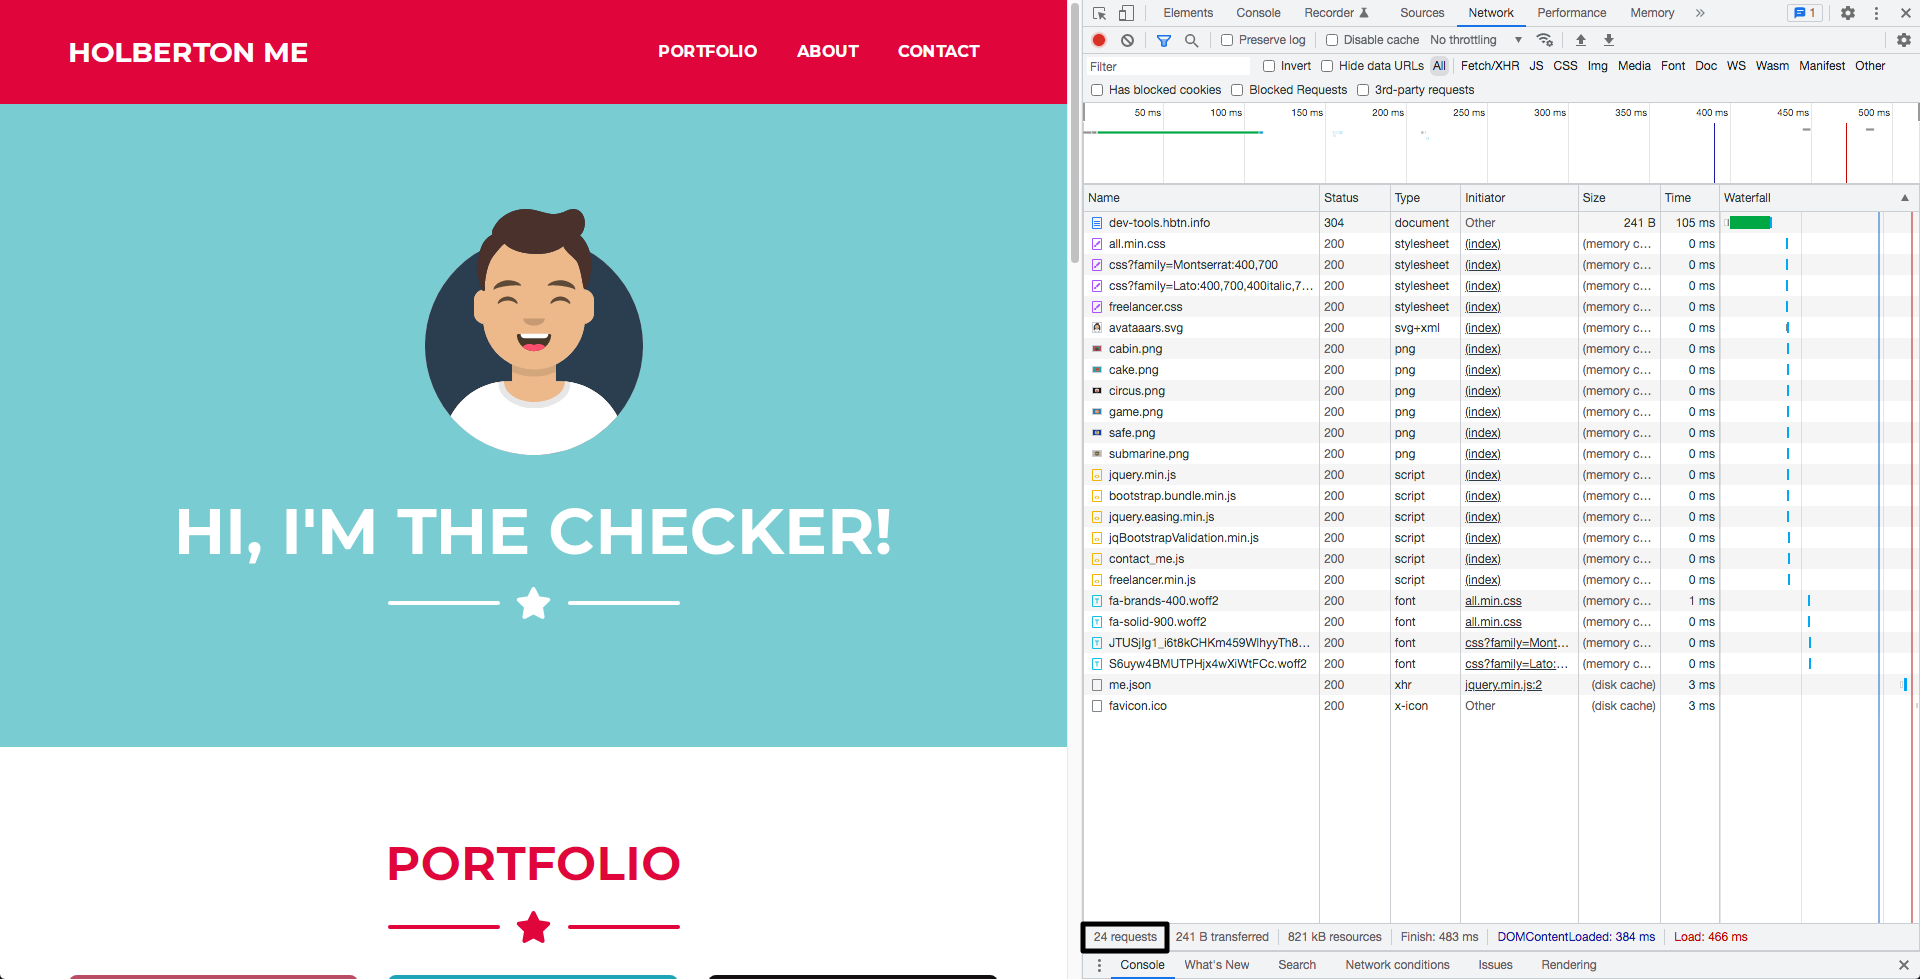 HOLBERTON ME
PORTFOLIO ABOUT CONTACT
HI, I'M THE CHECKER!
PORTFOLIO
Elements Console Recorder Sources Network Performance Memory » 1
Preserve log Disable cache No throttling
Filter Invert Hide data URLs All Fetch/XHR JS CSS Img Media Font Doc WS Wasm Manifest Other
Has blocked cookies Blocked Requests 3rd-party requests
50 ms 100 ms 150 ms 200 ms 250 ms 300 ms 350 ms 400 ms 450 ms 500 ms
Name Status Type Initiator Size Time Waterfall
dev-tools.hbtn.info 304 document Other 241 B 105 ms
all.min.css 200 stylesheet (index) (memory c... 0 ms
css?family=Montserrat:400,700 200 stylesheet (index) (memory c... 0 ms
css?family=Lato:400,700,400italic,7... 200 stylesheet (index) (memory c... 0 ms
freelancer.css 200 stylesheet (index) (memory c... 0 ms
avataaars.svg 200 svg+xml (index) (memory c... 0 ms
cabin.png 200 png (index) (memory c... 0 ms
cake.png 200 png (index) (memory c... 0 ms
circus.png 200 png (index) (memory c... 0 ms
game.png 200 png (index) (memory c... 0 ms
safe.png 200 png (index) (memory c... 0 ms
submarine.png 200 png (index) (memory c... 0 ms
jquery.min.js 200 script (index) (memory c... 0 ms
bootstrap.bundle.min.js 200 script (index) (memory c... 0 ms
jquery.easing.min.js 200 script (index) (memory c... 0 ms
jqBootstrapValidation.min.js 200 script (index) (memory c... 0 ms
contact_me.js 200 script (index) (memory c... 0 ms
freelancer.min.js 200 script (index) (memory c... 0 ms
fa-brands-400.woff2 200 font all.min.css (memory c... 1 ms
fa-solid-900.woff2 200 font all.min.css (memory c... 0 ms
JTUSjIg1_i6t8kCHKm459WlhyyTh8... 200 font css?family=Mont... (memory c... 0 ms
S6uyw4BMUTPHjx4wXiWtFCc.woff2 200 font css?family=Lato:... (memory c... 0 ms
me.json 200 xhr jquery.min.js:2 (disk cache) 3 ms
favicon.ico 200 x-icon Other (disk cache) 3 ms
24 requests 241 B transferred 821 kB resources Finish: 483 ms DOMContentLoaded: 384 ms Load: 466 ms
Console What's New Search Network conditions Issues Rendering